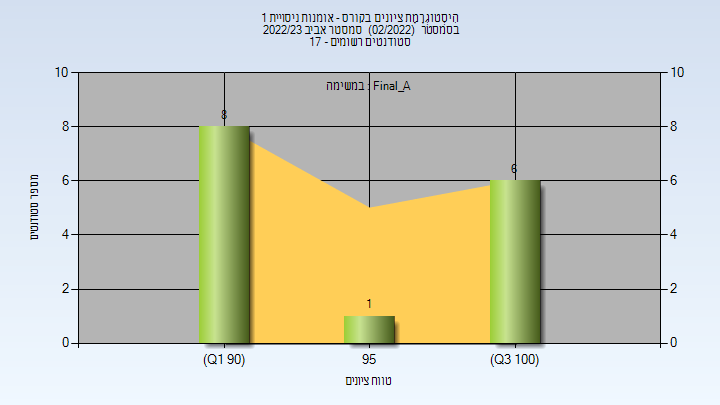 היסטוגרמת ציונים בקורס - אומנות ניסויית 1
בסמסטר (02/2022) סמסטר אביב 2022/23
סטודנטים רשומים - 17
במשימה : Final_A
10
8
6
4
2
0
10
8
6
4
2
0
8
1
6
מספר סטודנטים
(Q1 90)
95
(Q3 100)
טווח ציונים